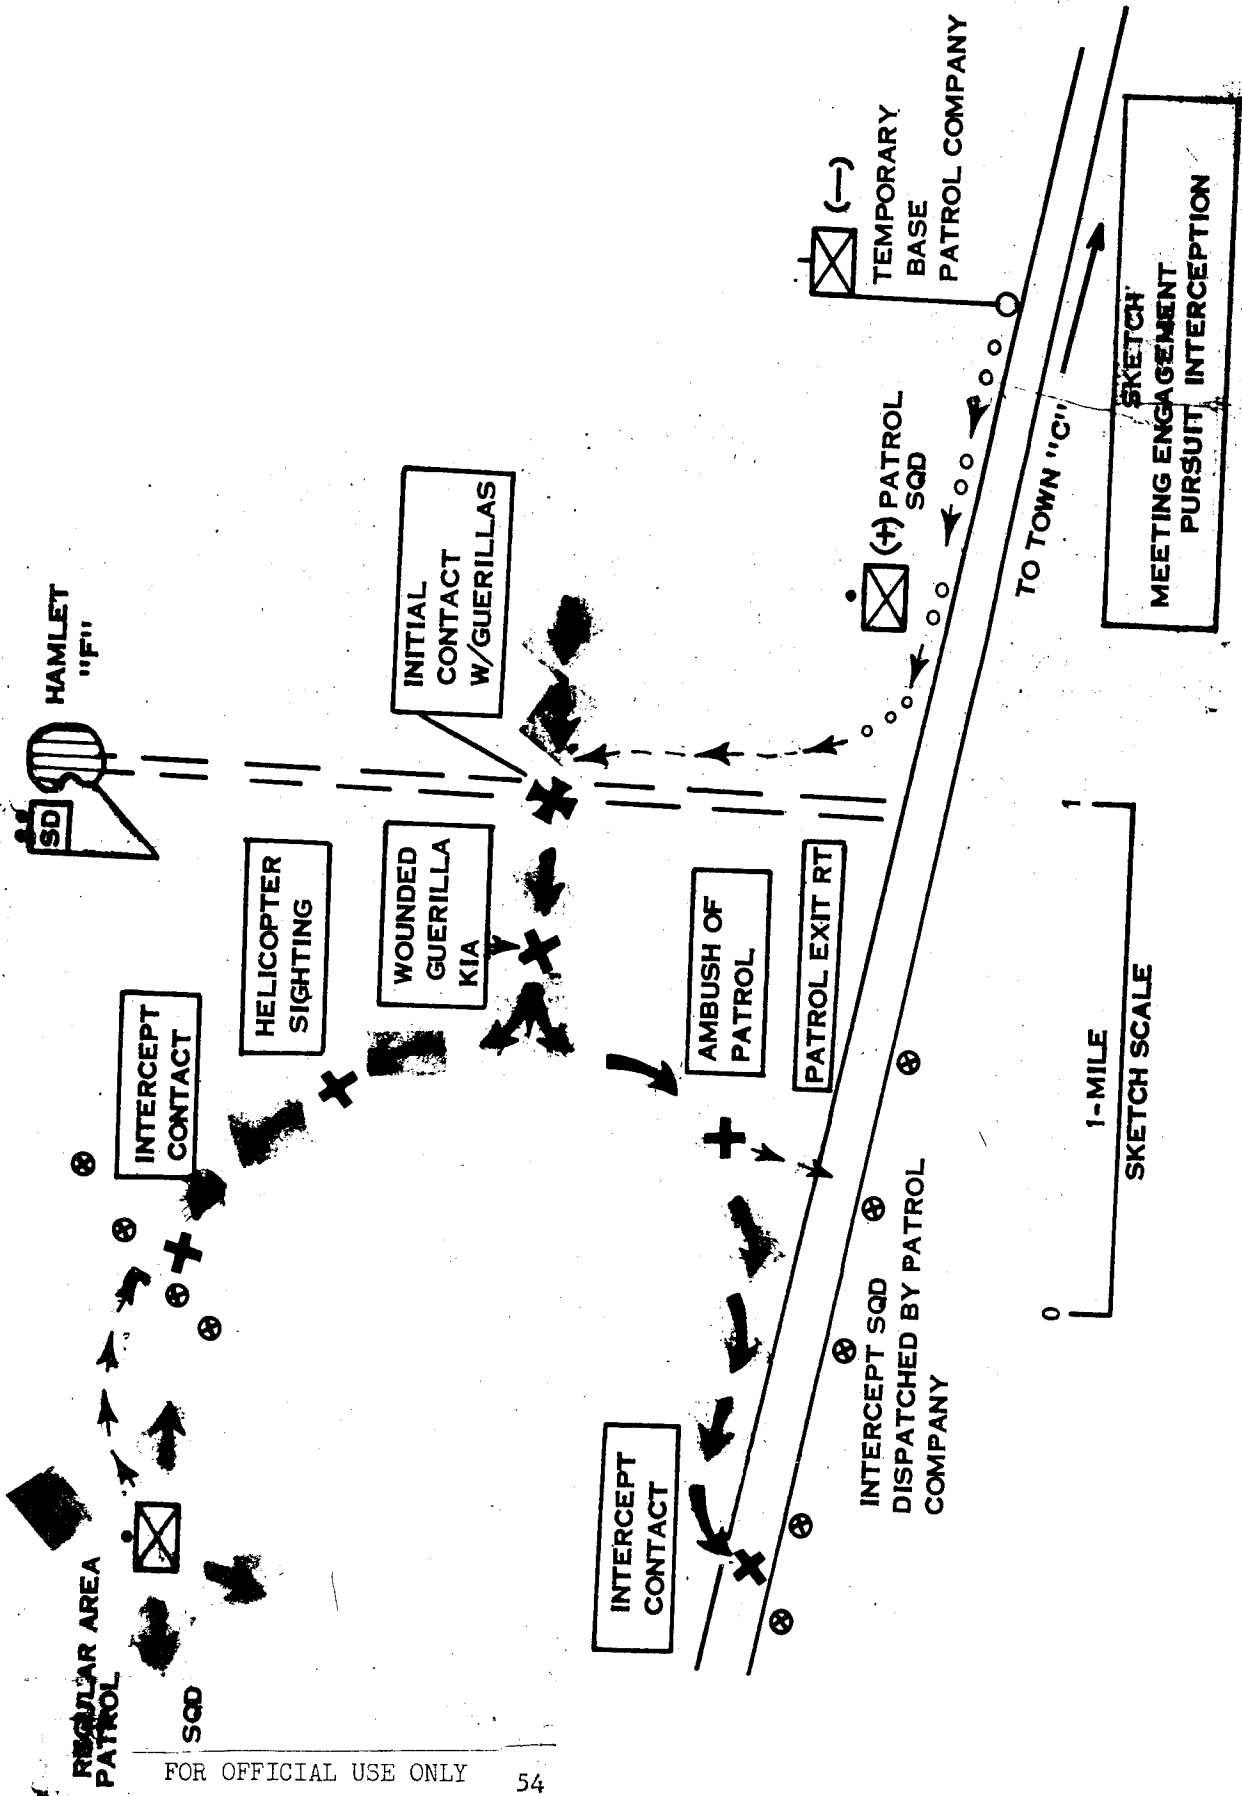 HAMLET
"F"
SD
INITIAL
CONTACT
W/GUERILLAS
HELICOPTER
SIGHTING
WOUNDED
GUERILLA
KIA
INTERCEPT
CONTACT
AMBUSH OF
PATROL
PATROL EXIT RT
(—)
TEMPORARY
BASE
PATROL COMPANY
(+) PATROL
SQD
REGULAR AREA
PATROL
SQD
INTERCEPT
CONTACT
INTERCEPT SQD
DISPATCHED BY PATROL
COMPANY
TO TOWN "C"
0
1
1-MILE
SKETCH SCALE
SKETCH
MEETING ENGAGEMENT
PURSUIT INTERCEPTION
FOR OFFICIAL USE ONLY
54